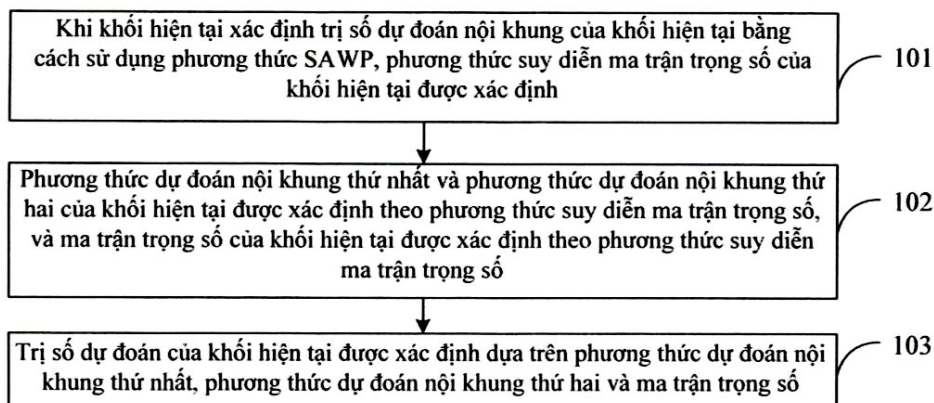 Khi khối hiện tại xác định trị số dự đoán nội khung của khối hiện tại bằng
cách sử dụng phương thức SAWP, phương thức suy diễn ma trận trọng số của
khối hiện tại được xác định
101
Phương thức dự đoán nội khung thứ nhất và phương thức dự đoán nội khung thứ
hai của khối hiện tại được xác định theo phương thức suy diễn ma trận trọng số,
và ma trận trọng số của khối hiện tại được xác định theo phương thức suy diễn
ma trận trọng số
102
Trị số dự đoán của khối hiện tại được xác định dựa trên phương thức dự đoán nội
khung thứ nhất, phương thức dự đoán nội khung thứ hai và ma trận trọng số
103